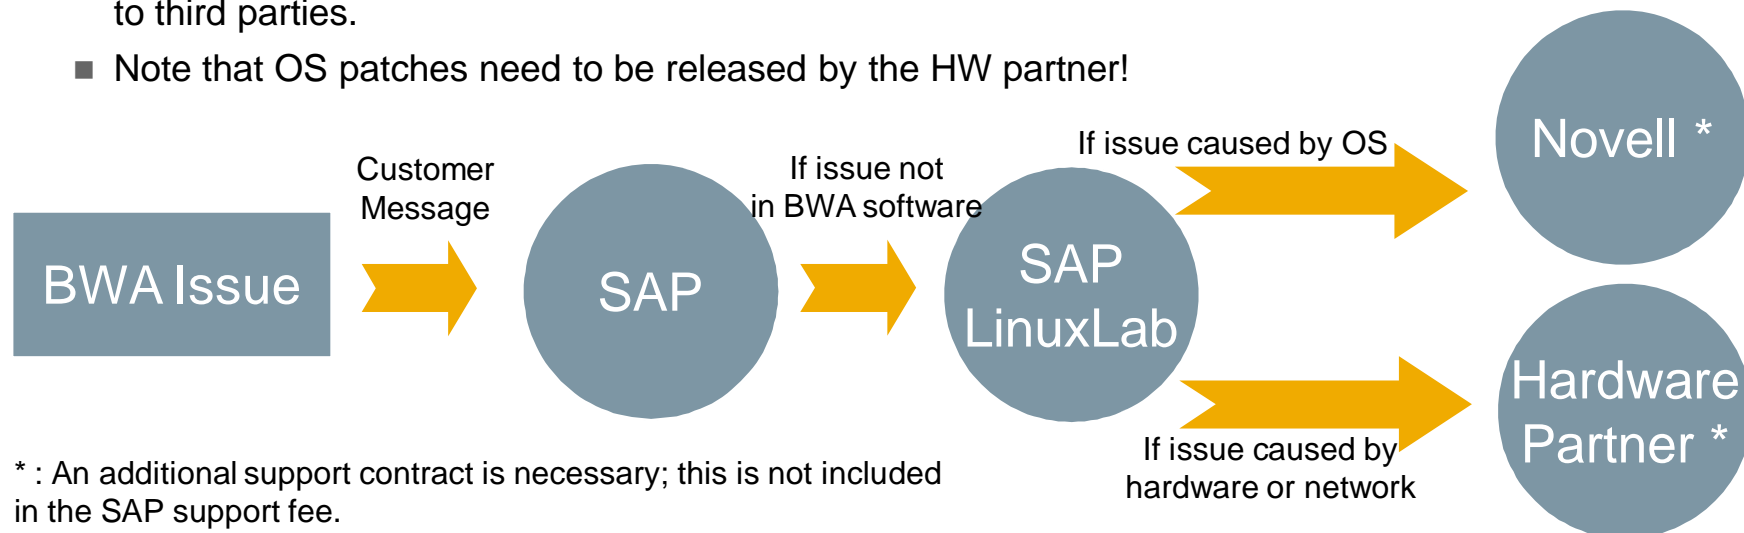 to third parties.
■ Note that OS patches need to be released by the HW partner!
Customer
Message
If issue not
in BWA software
If issue caused by OS
Novell *
BWA Issue
SAP
SAP
LinuxLab
Hardware
Partner *
If issue caused by
hardware or network
* : An additional support contract is necessary; this is not included
in the SAP support fee.